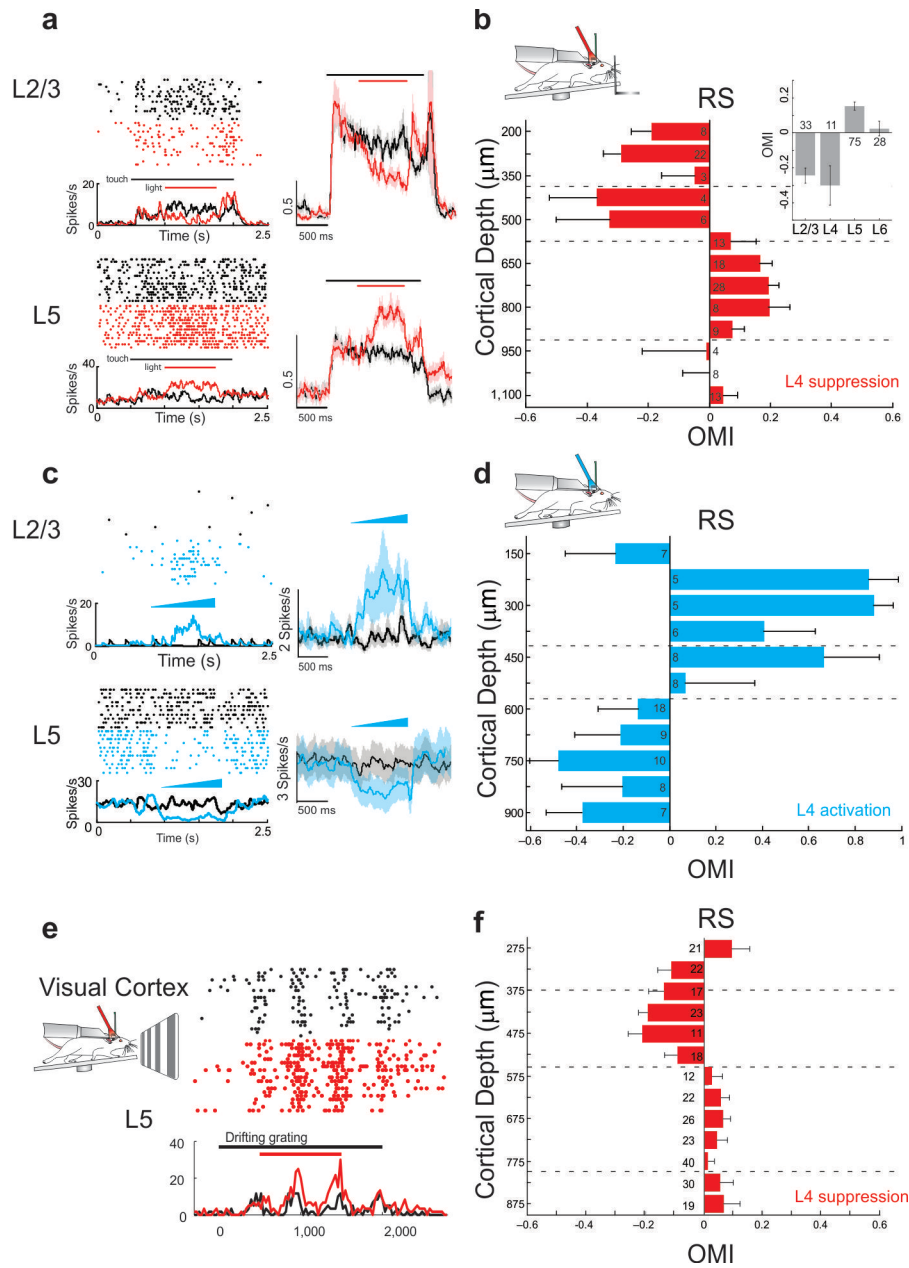 a
L2/3
touch
light
Spikes/s
20
0
0
Time (s)
2.5
0.5
500 ms
L5
touch
light
Spikes/s
40
0
0
Time (s)
2.5
0.5
500 ms
b
RS
Cortical Depth (µm)
200
350
500
650
800
950
1,100
8
22
3
4
6
13
18
28
8
9
4
8
13
−0.6
−0.4
−0.2
0
0.2
0.4
0.6
OMI
L4 suppression
OMI
0.2
0
-0.2
-0.4
33
11
75
28
L2/3
L4
L5
L6
c
L2/3
Spikes/s
20
0
0
Time (s)
2.5
2 Spikes/s
500 ms
L5
Spikes/s
30
0
0
Time (s)
2.5
3 Spikes/s
500 ms
d
RS
Cortical Depth (µm)
150
300
450
600
750
900
7
5
5
6
8
8
18
9
10
8
7
−0.6
−0.4
−0.2
0
0.2
0.4
0.6
0.8
1
OMI
L4 activation
e
Visual Cortex
L5
Drifting grating
40
20
0
0
1,000
2,000
f
RS
Cortical Depth (µm)
275
375
475
575
675
775
875
21
22
17
23
11
18
12
22
26
23
40
30
19
−0.6
−0.4
−0.2
0
0.2
0.4
0.6
OMI
L4 suppression